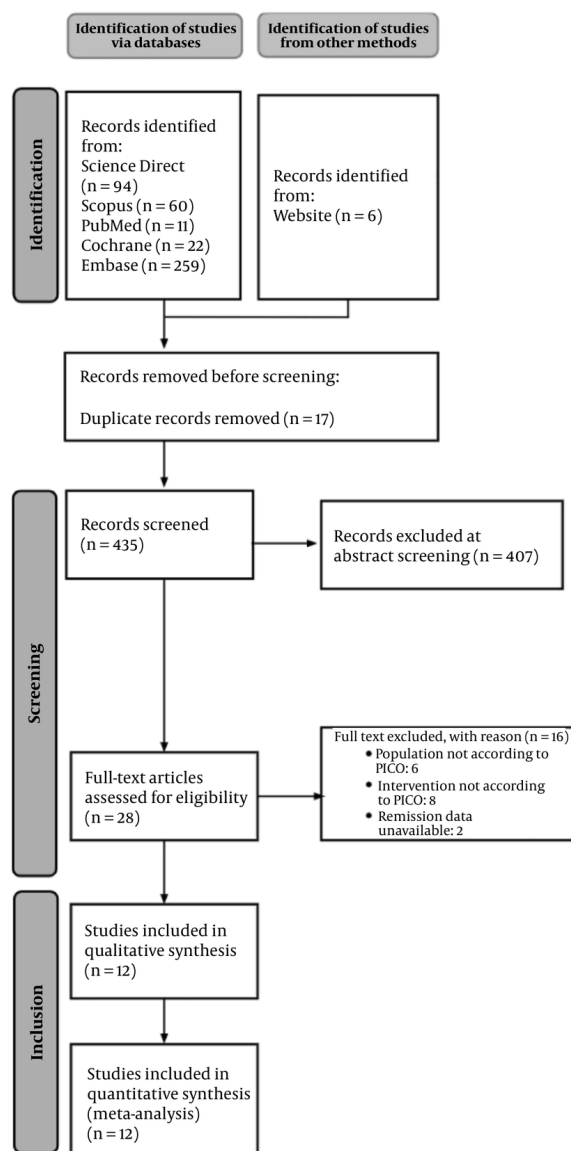 Identification of studies
via databases
Identification of studies
from other methods
Identification
Records identified
from:
Science Direct
(n = 94)
Scopus (n = 60)
PubMed (n = 11)
Cochrane (n = 22)
Embase (n = 259)
Records identified
from:
Website (n = 6)
Records removed before screening:
Duplicate records removed (n = 17)
Screening
Records screened
(n = 435)
Records excluded at
abstract screening (n = 407)
Full-text articles
assessed for eligibility
(n = 28)
Full text excluded, with reason (n = 16)
• Population not according to
PICO: 6
• Intervention not according
to PICO: 8
• Remission data
unavailable: 2
Inclusion
Studies included in
qualitative synthesis
(n = 12)
Studies included in
quantitative synthesis
(meta-analysis)
(n = 12)